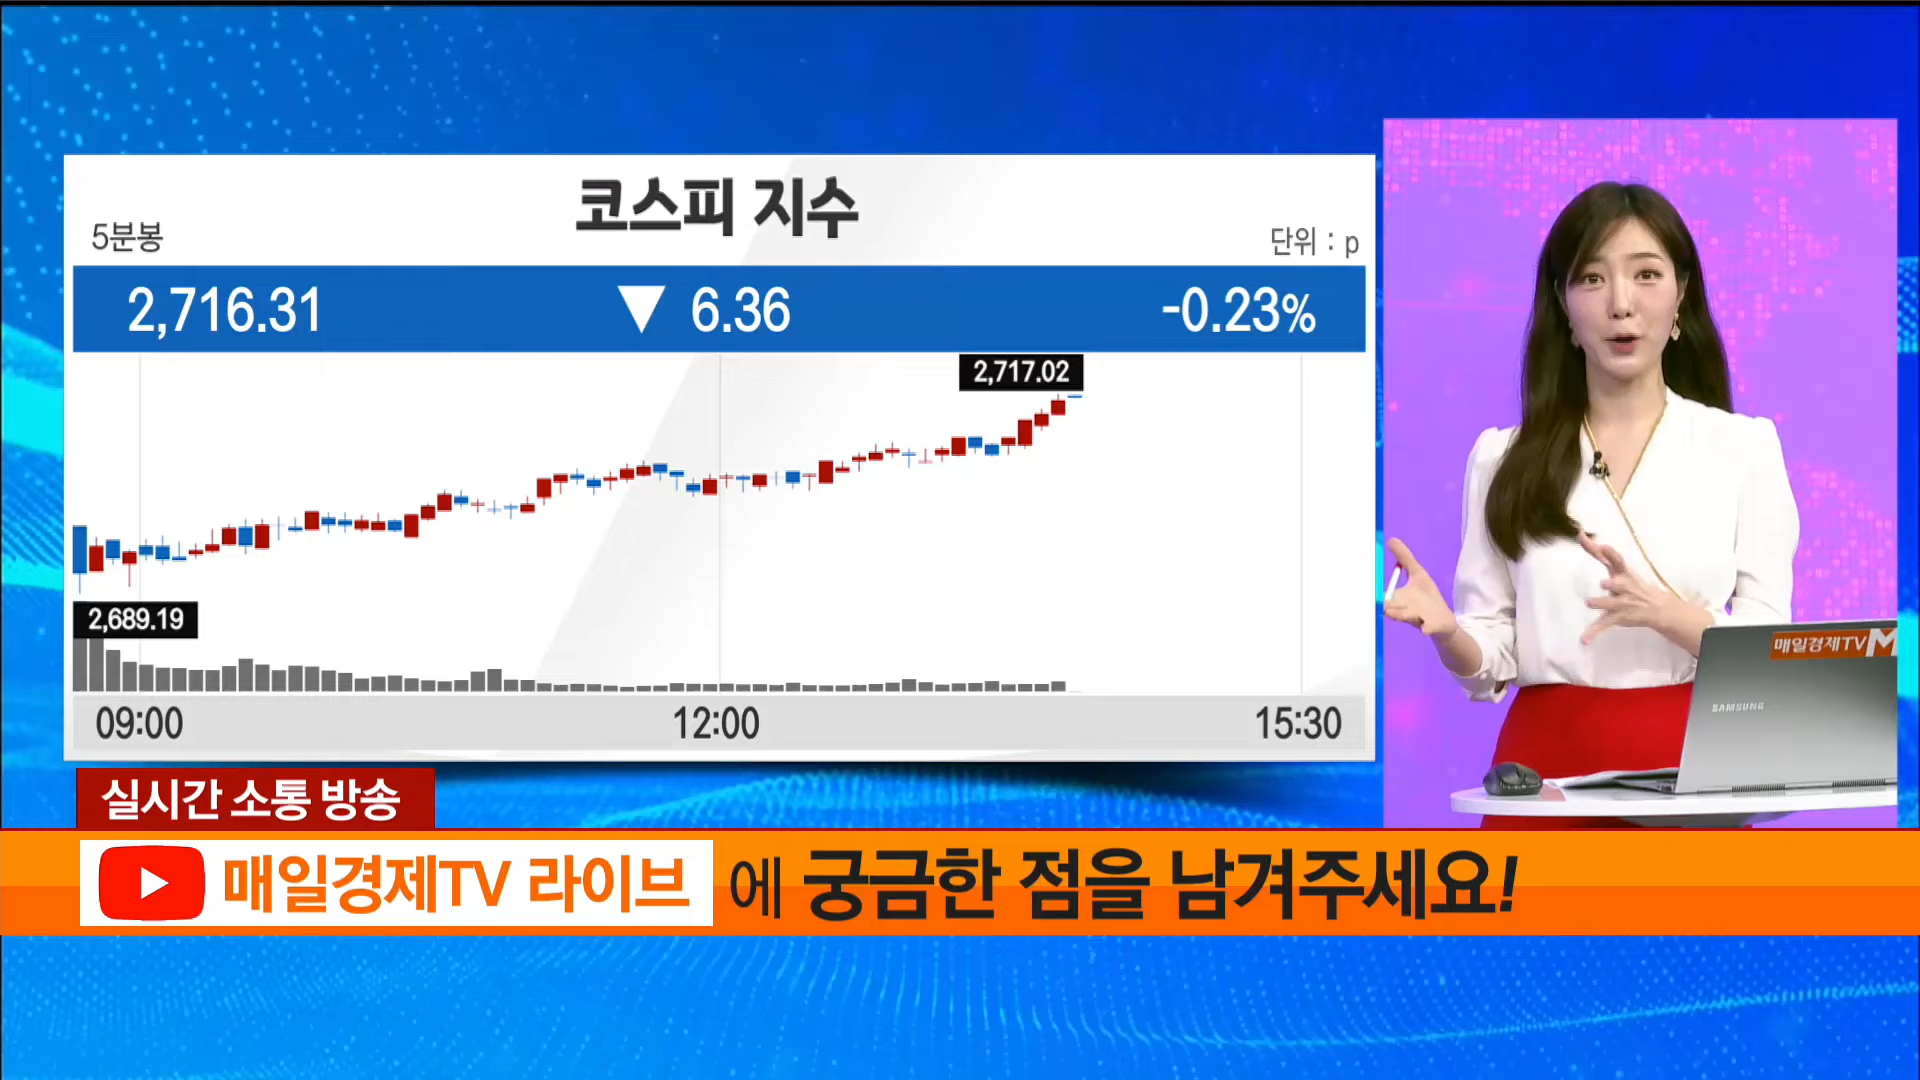 코스피 지수
5분봉
단위 : p
2,716.31 ▼ 6.36 -0.23%
2,717.02
2,689.19
09:00 12:00 15:30
매일경제TV M
SAMSUNG
실시간 소통 방송
매일경제TV 라이브 에 궁금한 점을 남겨주세요!